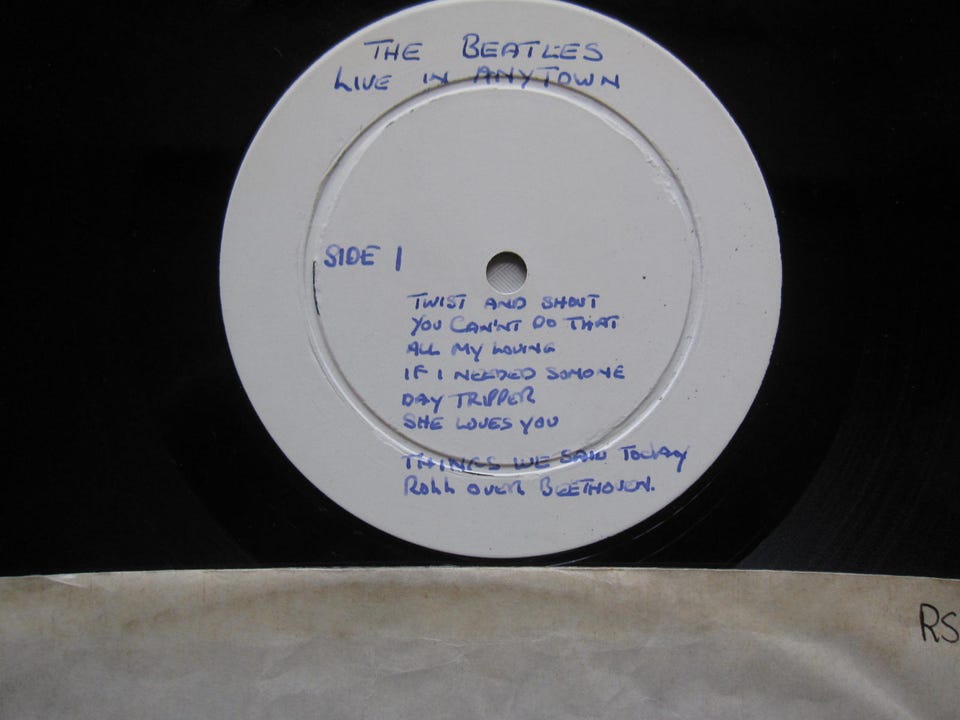 THE BEATLES
LIVE IN ANYTOWN
SIDE 1
TWIST AND SHOUT
YOU CAN'NT DO THAT
ALL MY LOVING
IF I NEEDED SOMONE
DAY TRIPPER
SHE LOVES YOU
THINGS WE SAID TODAY
ROLL OVER BEETHOVEN.
RS